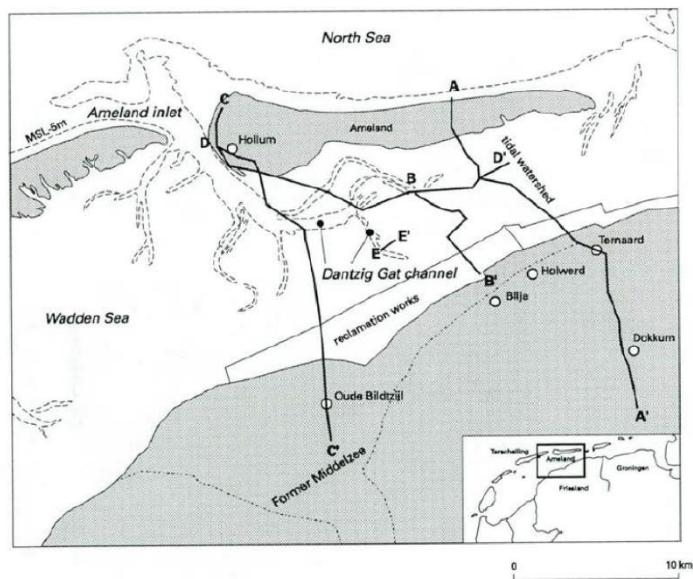 North Sea
A
C
Ameland inlet
MSL-5m
Ameland
Hollum
D
tidal watershed
D'
B
E'
E
Ternaard
Dantzig Gat channel
B'
Holwerd
Blija
reclamation works
Wadden Sea
Dokkum
Oude Bildtzijl
A'
C'
Former Middelzee
Terschelling
Ameland
Groningen
Friesland
0 10 km